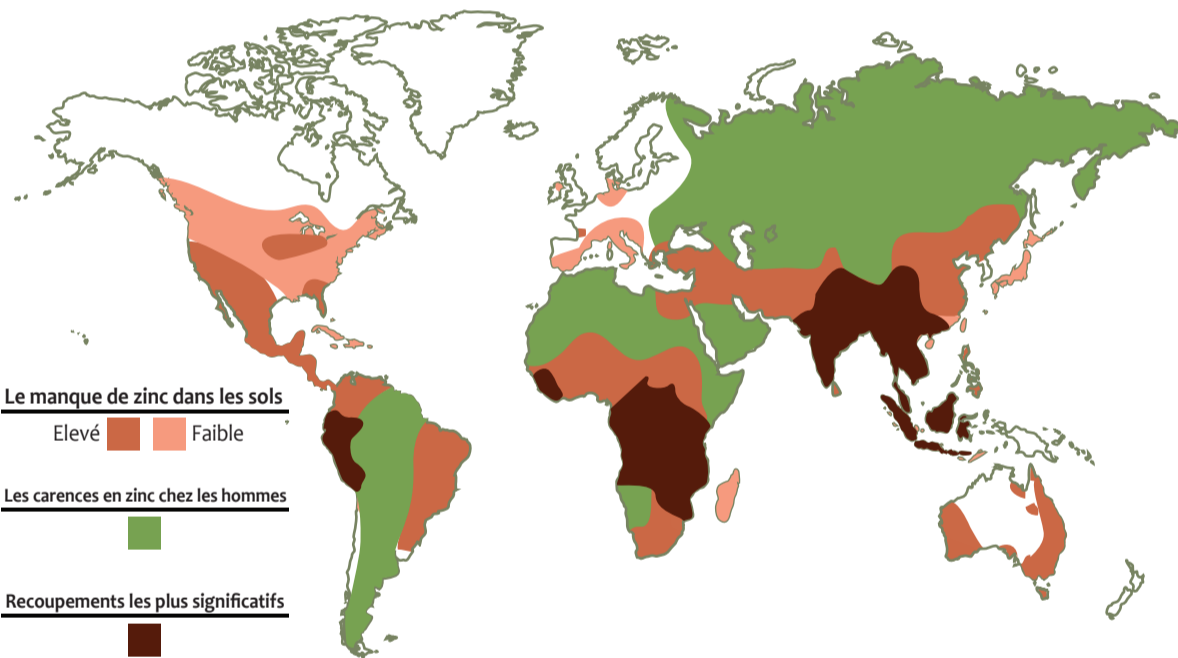 Le manque de zinc dans les sols
Elevé Faible
Les carences en zinc chez les hommes
Recoupements les plus significatifs